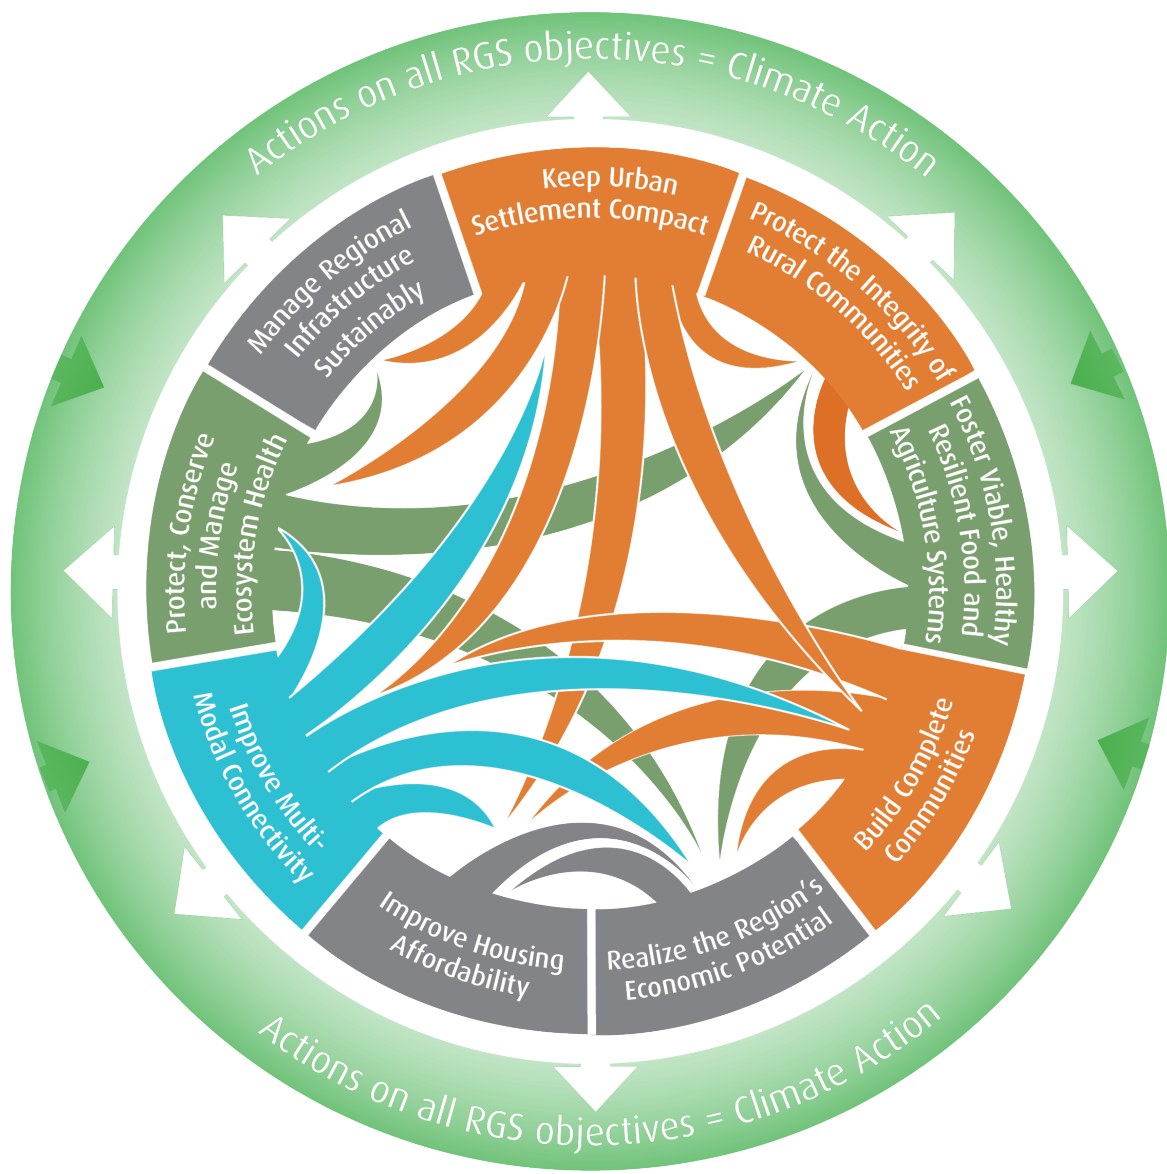 Actions on all RGS objectives = Climate Action
Keep Urban
Settlement Compact
Protect the Integrity of
Rural Communities
Foster Viable, Healthy
Resilient Food and
Agriculture Systems
Build Complete
Communities
Realize the Region's
Economic Potential
Improve Housing
Affordability
Improve Multi-
Modal Connectivity
Protect, Conserve
and Manage
Ecosystem Health
Manage Regional
Infrastructure
Sustainably
Actions on all RGS objectives = Climate Action